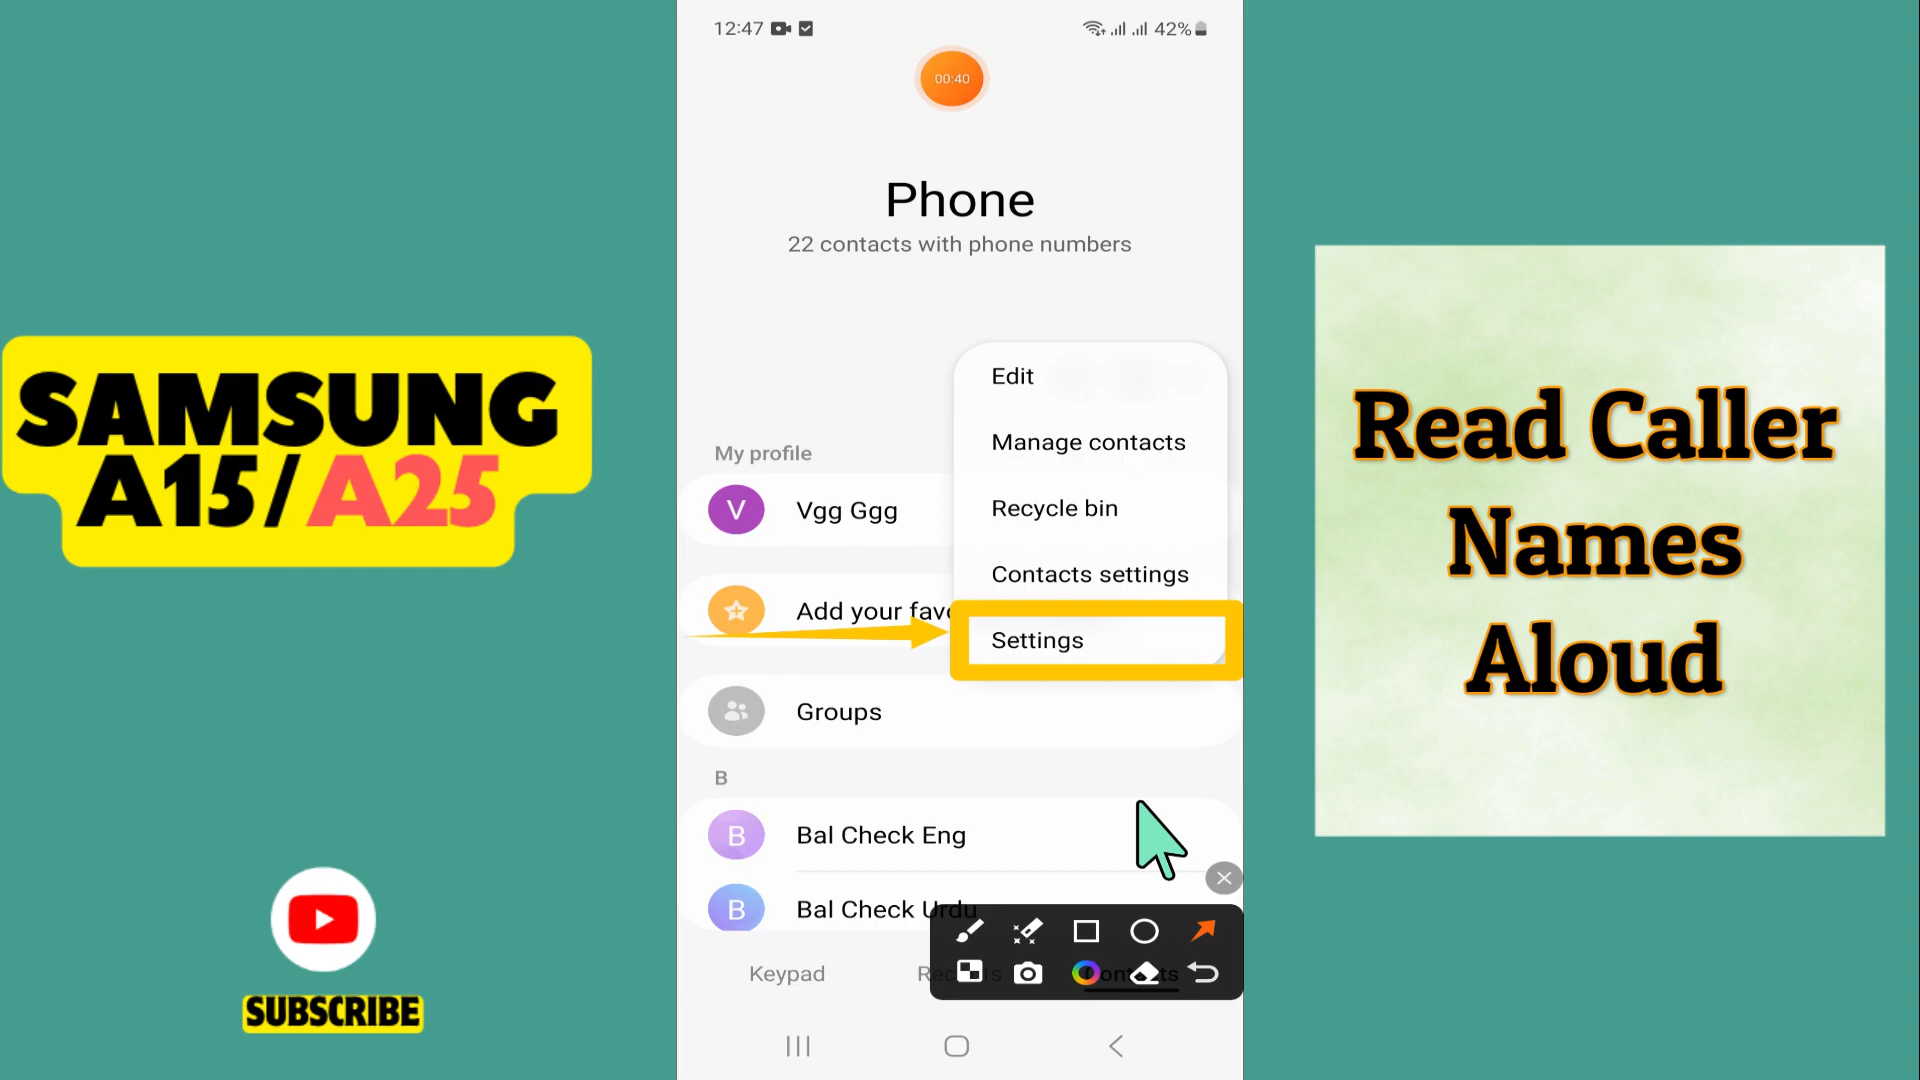 SAMSUNG
A15/A25
SUBSCRIBE
12:47
42%
00:40
Phone
22 contacts with phone numbers
Edit
Manage contacts
Recycle bin
Contacts settings
Settings
My profile
V
Vgg Ggg
Add your favo
Groups
B
B
Bal Check Eng
B
Bal Check Urdu
Keypad
Read Caller
Names
Aloud